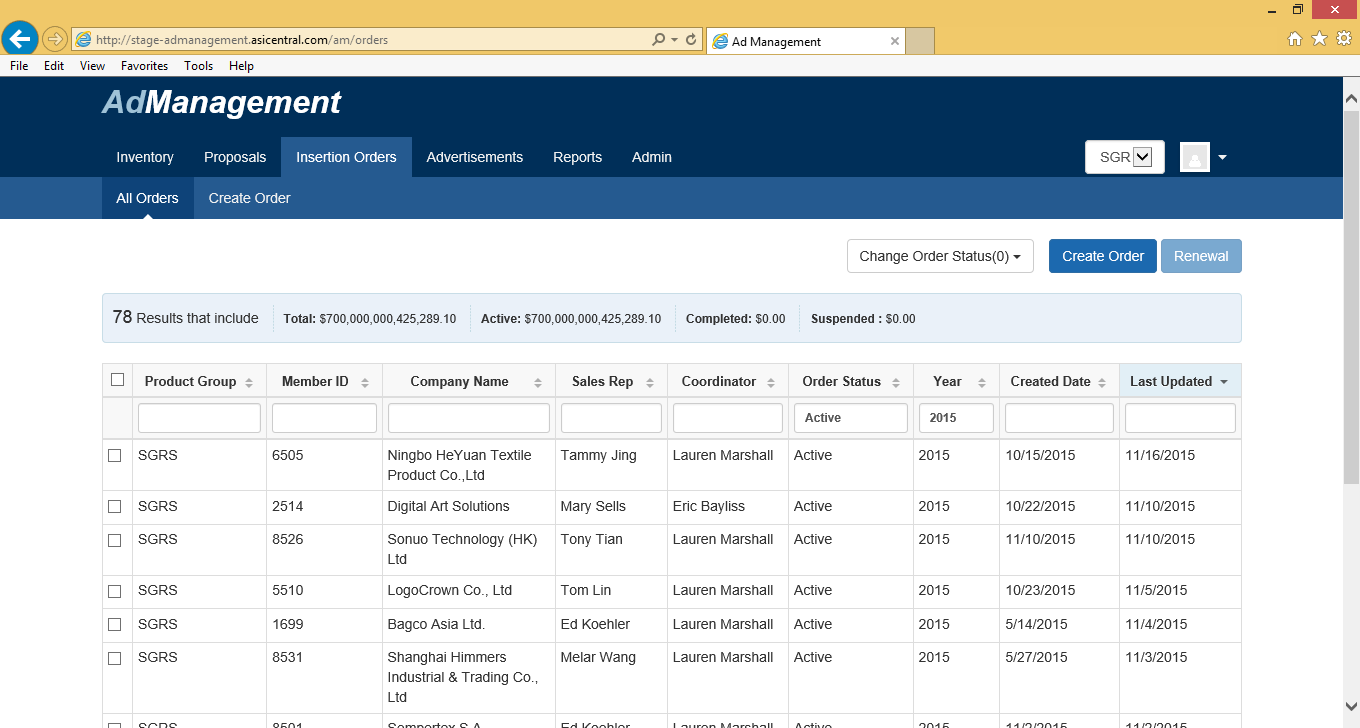 http://stage-admanagement.asicentral.com/am/orders
Ad Management
File Edit View Favorites Tools Help
AdManagement
Inventory Proposals Insertion Orders Advertisements Reports Admin
SGR
All Orders Create Order
Change Order Status(0) Create Order Renewal
78 Results that include Total: $700,000,000,425,289.10 Active: $700,000,000,425,289.10 Completed: $0.00 Suspended : $0.00
Product Group Member ID Company Name Sales Rep Coordinator Order Status Year Created Date Last Updated
Active 2015
SGRS 6505 Ningbo HeYuan Textile Tammy Jing Lauren Marshall Active 2015 10/15/2015 11/16/2015
Product Co.,Ltd
SGRS 2514 Digital Art Solutions Mary Sells Eric Bayliss Active 2015 10/22/2015 11/10/2015
SGRS 8526 Sonuo Technology (HK) Tony Tian Lauren Marshall Active 2015 11/10/2015 11/10/2015
Ltd
SGRS 5510 LogoCrown Co., Ltd Tom Lin Lauren Marshall Active 2015 10/23/2015 11/5/2015
SGRS 1699 Bagco Asia Ltd. Ed Koehler Lauren Marshall Active 2015 5/14/2015 11/4/2015
SGRS 8531 Shanghai Himmers Melar Wang Lauren Marshall Active 2015 5/27/2015 11/3/2015
Industrial & Trading Co.,
Ltd
SGRS 8501 Sempertex S.A. Ed Koehler Lauren Marshall Active 2015 11/2/2015 11/2/2015